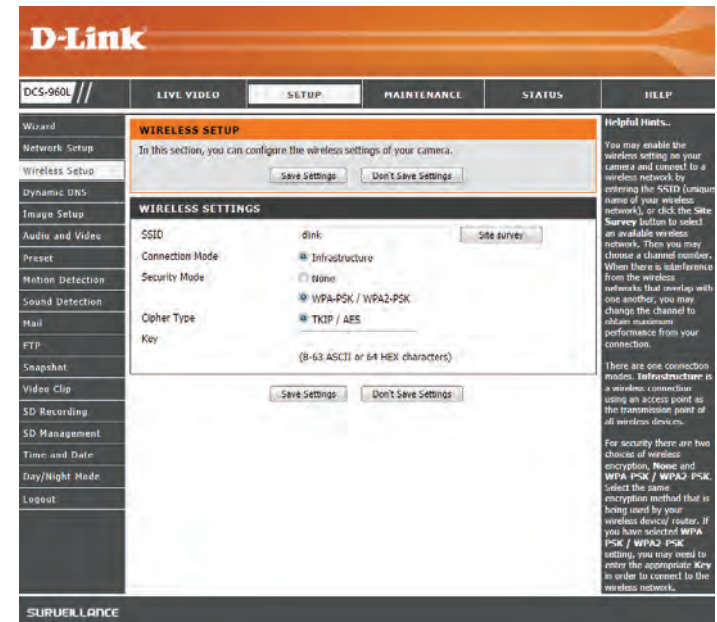 D-Link
DCS-960L
LIVE VIDEO
SETUP
MAINTENANCE
STATUS
HELP
Wizard
Network Setup
Wireless Setup
Dynamic DNS
Image Setup
Audio and Video
Preset
Motion Detection
Sound Detection
Mail
FTP
Snapshot
Video Clip
SD Recording
SD Management
Time and Date
Day/Night Mode
Logout
WIRELESS SETUP
In this section, you can configure the wireless settings of your camera.
Save Settings
Don't Save Settings
WIRELESS SETTINGS
SSID
dlink
Site survey
Connection Mode
Infrastructure
Security Mode
None
WPA-PSK / WPA2-PSK
Cipher Type
TKIP / AES
Key
(8-63 ASCII or 64 HEX characters)
Save Settings
Don't Save Settings
Helpful Hints..
You may enable the
wireless setting on your
camera and connect to a
wireless network by
entering the SSID (unique
name of your wireless
network), or click the Site
Survey button to select
an available wireless
network. Then you may
choose a channel number.
When there is interference
from the wireless
networks that overlap with
one another, you may
change the channel to
obtain maximum
performance from your
connection.
There are one connection
modes. Infrastructure is
a wireless connection
using an access point as
the transmission point of
all wireless devices.
For security there are two
choices of wireless
encryption, None and
WPA-PSK / WPA2-PSK.
Select the same
encryption method that is
being used by your
wireless device/ router. If
you have selected WPA-
PSK / WPA2-PSK
setting, you may need to
enter the appropriate Key
in order to connect to the
wireless network.
SURVEILLANCE